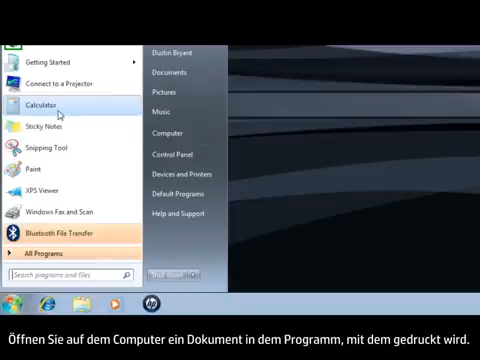 Getting Started
Connect to a Projector
Calculator
Sticky Notes
Snipping Tool
Paint
XPS Viewer
Windows Fax and Scan
Bluetooth File Transfer
All Programs
Search programs and files
Dustin Bryant
Documents
Pictures
Music
Computer
Control Panel
Devices and Printers
Default Programs
Help and Support
Shut down
Öffnen Sie auf dem Computer ein Dokument in dem Programm, mit dem gedruckt wird.